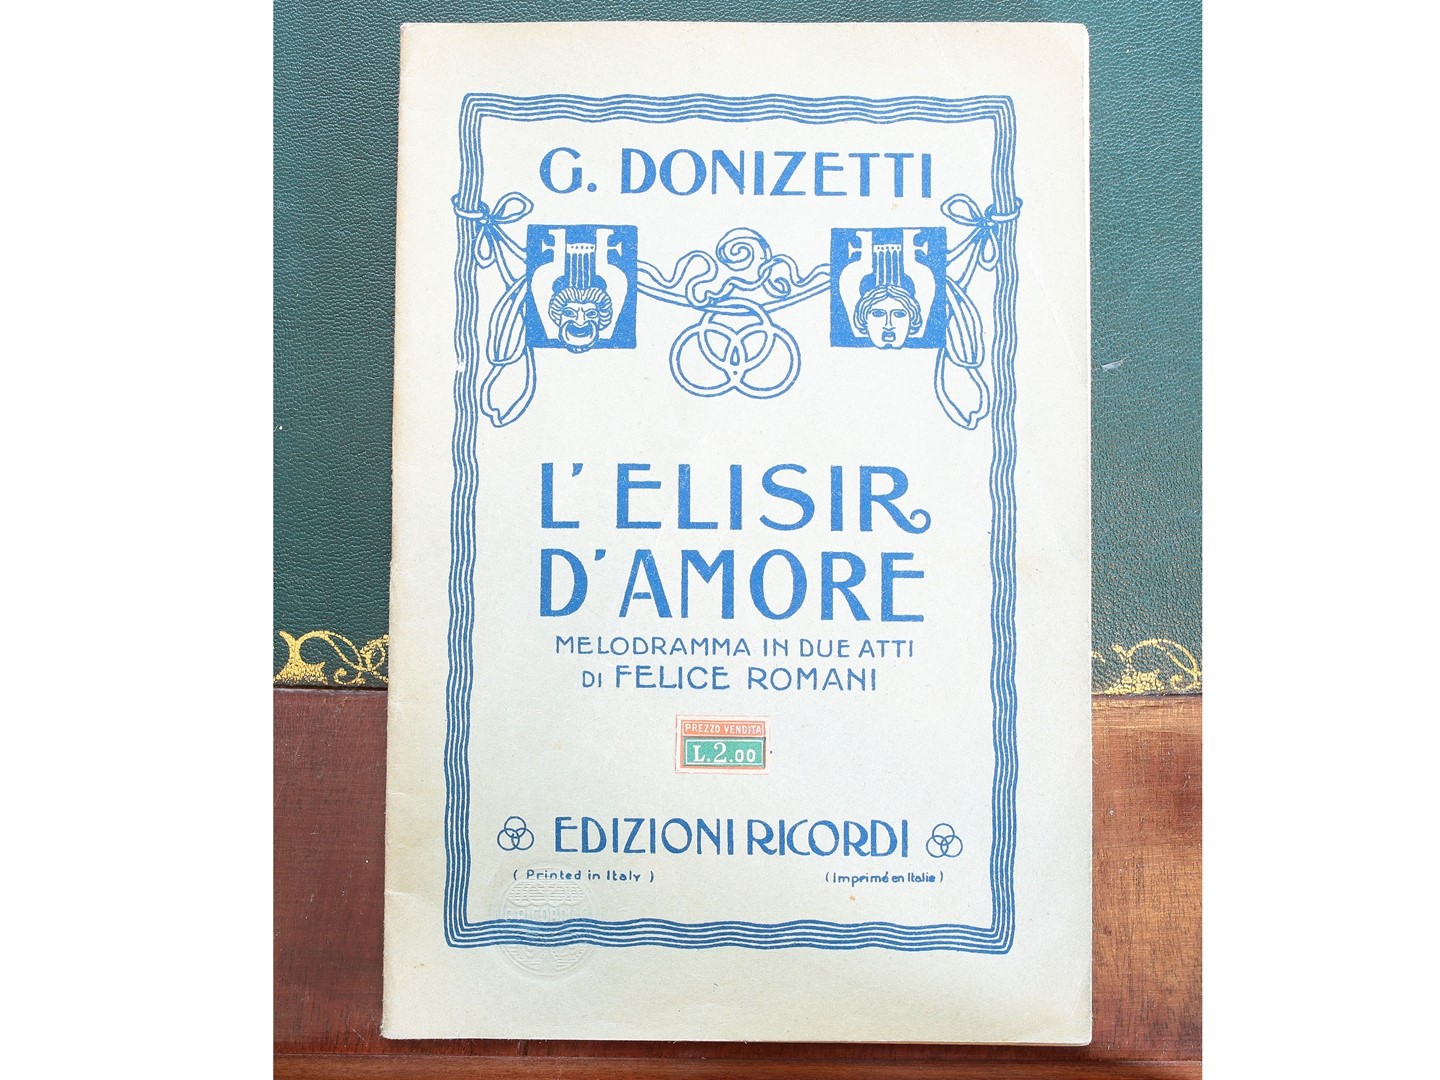 G. DONIZETTI
L'ELISIR
D'AMORE
MELODRAMMA IN DUE ATTI
DI FELICE ROMANI
PREZZO VENDITA
L.2.00
EDIZIONI RICORDI
( Printed in Italy )
(Imprimé en Italie)
RICORDI